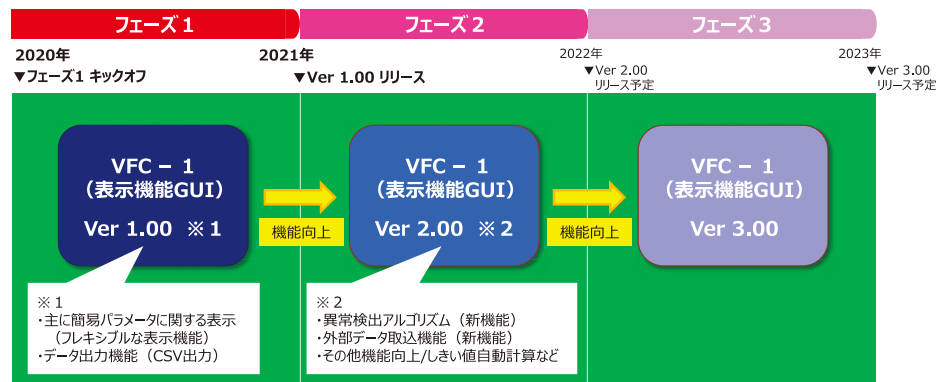 フェーズ1
フェーズ2
フェーズ3
2020年
▼フェーズ1 キックオフ
2021年
▼Ver 1.00 リリース
2022年
▼Ver 2.00
リリース予定
2023年
▼Ver 3.00
リリース予定
VFC － 1
（表示機能GUI）
Ver 1.00 ※1
機能向上
VFC － 1
（表示機能GUI）
Ver 2.00 ※2
機能向上
VFC － 1
（表示機能GUI）
Ver 3.00
※1
・主に簡易パラメータに関する表示
（フレキシブルな表示機能）
・データ出力機能（CSV出力）
※2
・異常検出アルゴリズム（新機能）
・外部データ取込機能（新機能）
・その他機能向上/しきい値自動計算など